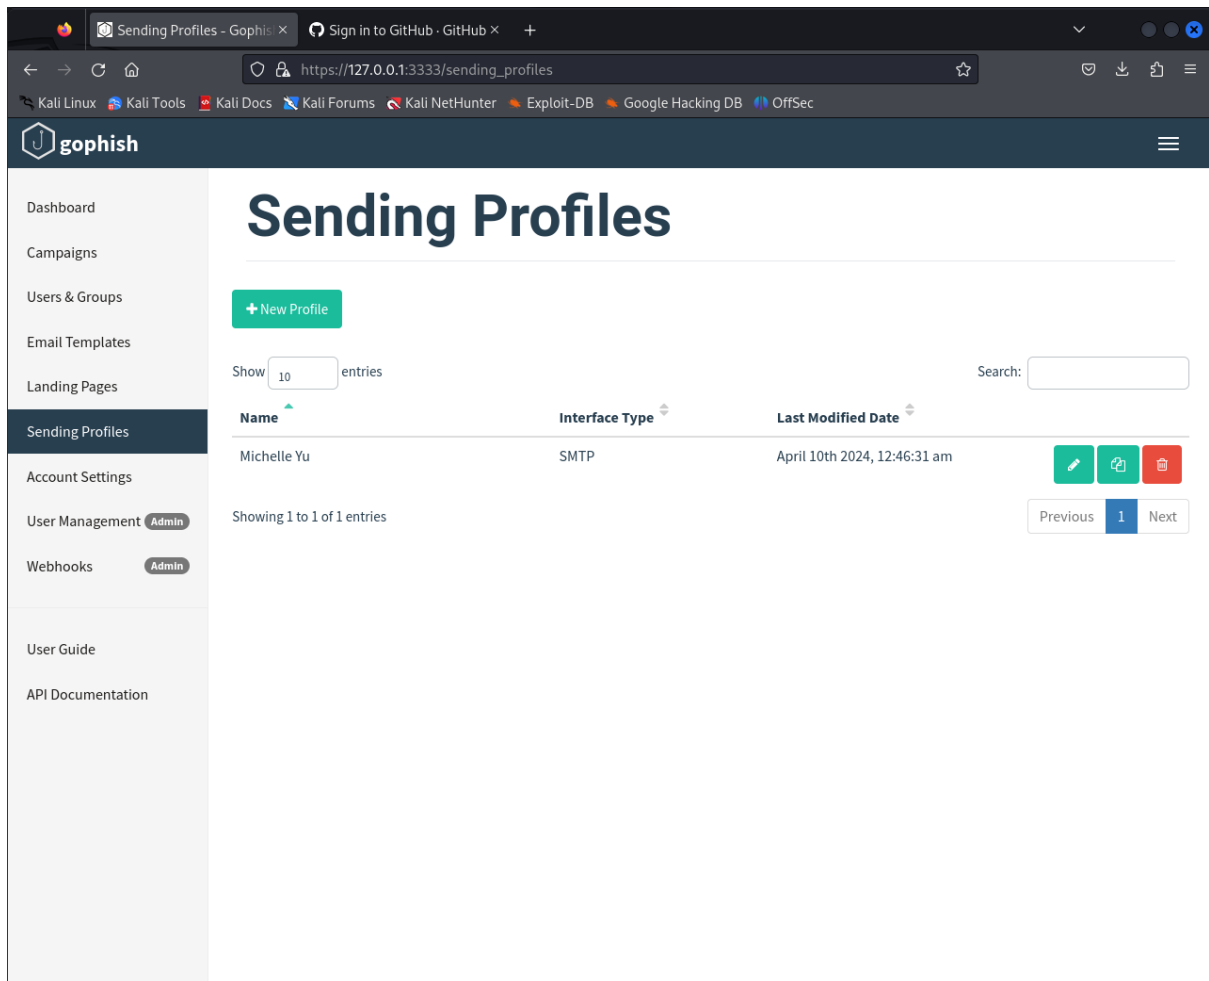 Sending Profiles - Gophis
Sign in to GitHub · GitHub
https://127.0.0.1:3333/sending_profiles
Kali Linux Kali Tools Kali Docs Kali Forums Kali NetHunter Exploit-DB Google Hacking DB OffSec
gophish
Dashboard
Campaigns
Users & Groups
Email Templates
Landing Pages
Sending Profiles
Account Settings
User Management Admin
Webhooks Admin
User Guide
API Documentation
Sending Profiles
New Profile
Show 10 entries Search:
Name Interface Type Last Modified Date
Michelle Yu SMTP April 10th 2024, 12:46:31 am
Showing 1 to 1 of 1 entries Previous 1 Next